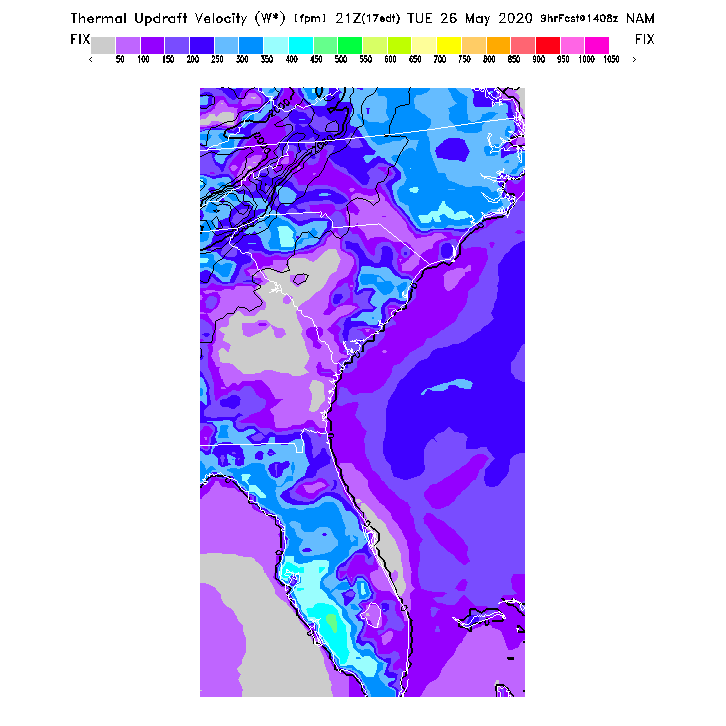 Thermal Updraft Velocity (W*) [fpm] 21Z(17edt) TUE 26 May 2020 9hrFcst@1408z NAM
FIX FIX
< 50 100 150 200 250 300 350 400 450 500 550 600 650 700 750 800 850 900 950 1000 1050 >